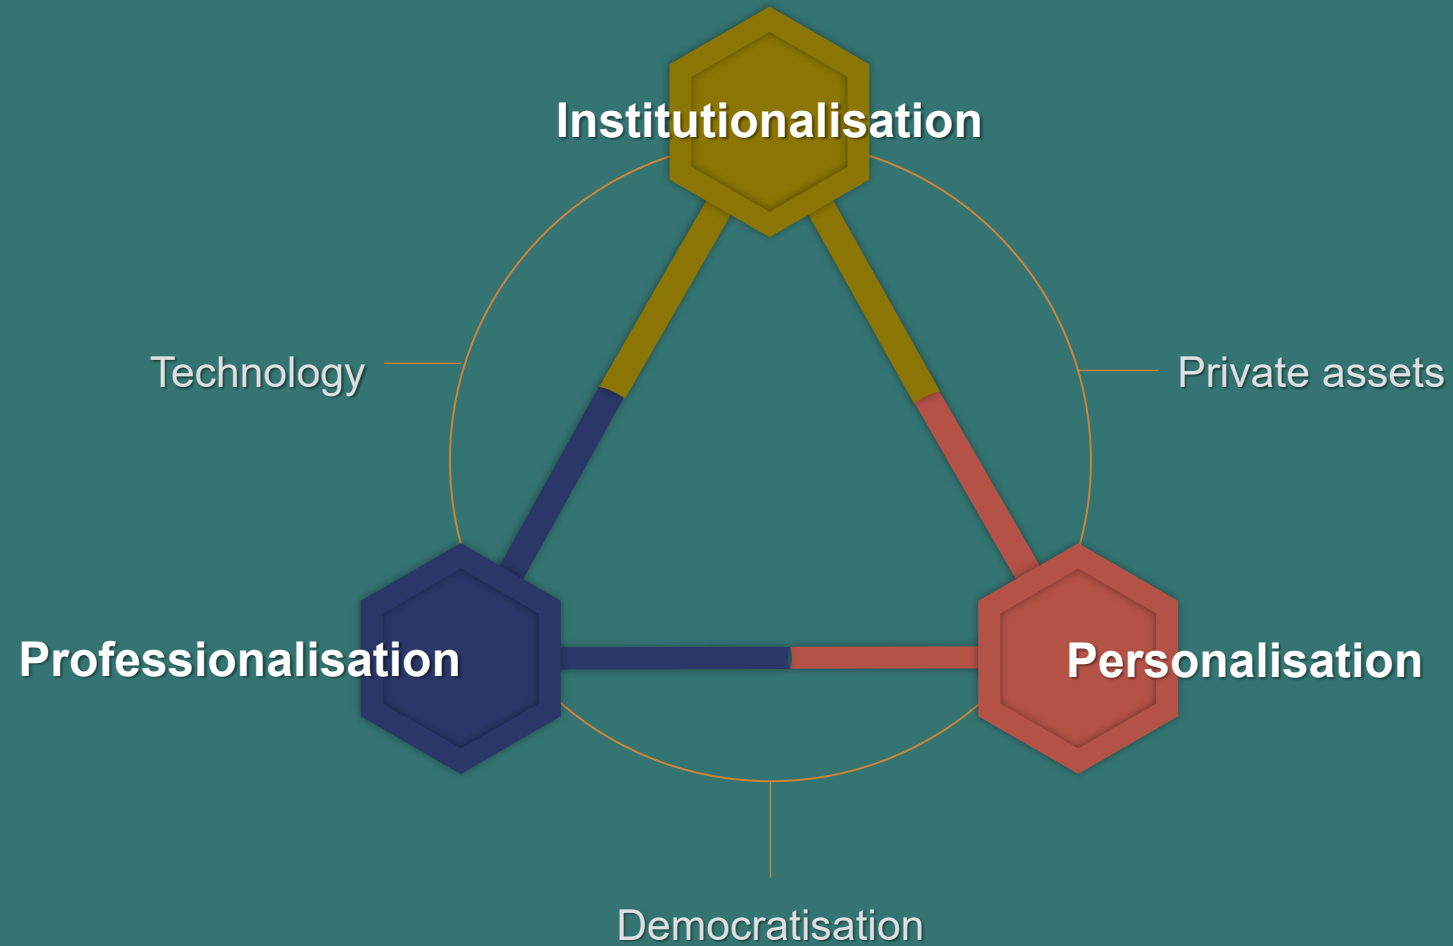 Institutionalisation
Technology
Private assets
Professionalisation
Personalisation
Democratisation